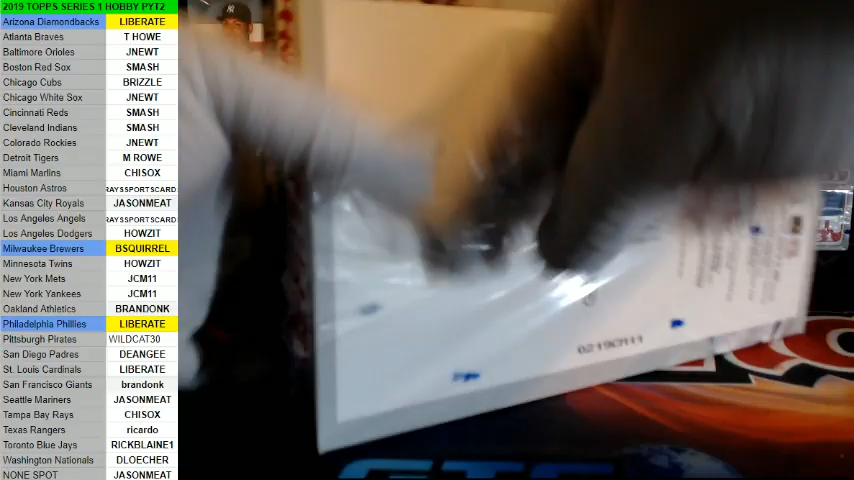 2019 TOPPS SERIES 1 HOBBY PYT2
Arizona Diamondbacks LIBERATE
Atlanta Braves T HOWE
Baltimore Orioles JNEWT
Boston Red Sox SMASH
Chicago Cubs BRIZZLE
Chicago White Sox JNEWT
Cincinnati Reds SMASH
Cleveland Indians SMASH
Colorado Rockies JNEWT
Detroit Tigers M ROWE
Miami Marlins CHISOX
Houston Astros RAYSSPORTSCARD
Kansas City Royals JASONMEAT
Los Angeles Angels RAYSSPORTSCARD
Los Angeles Dodgers HOWZIT
Milwaukee Brewers BSQUIRREL
Minnesota Twins HOWZIT
New York Mets JCM11
New York Yankees JCM11
Oakland Athletics BRANDONK
Philadelphia Phillies LIBERATE
Pittsburgh Pirates WILDCAT30
San Diego Padres DEANGEE
St. Louis Cardinals LIBERATE
San Francisco Giants brandonk
Seattle Mariners JASONMEAT
Tampa Bay Rays CHISOX
Texas Rangers ricardo
Toronto Blue Jays RICKBLAINE1
Washington Nationals DLOECHER
NONE SPOT JASONMEAT